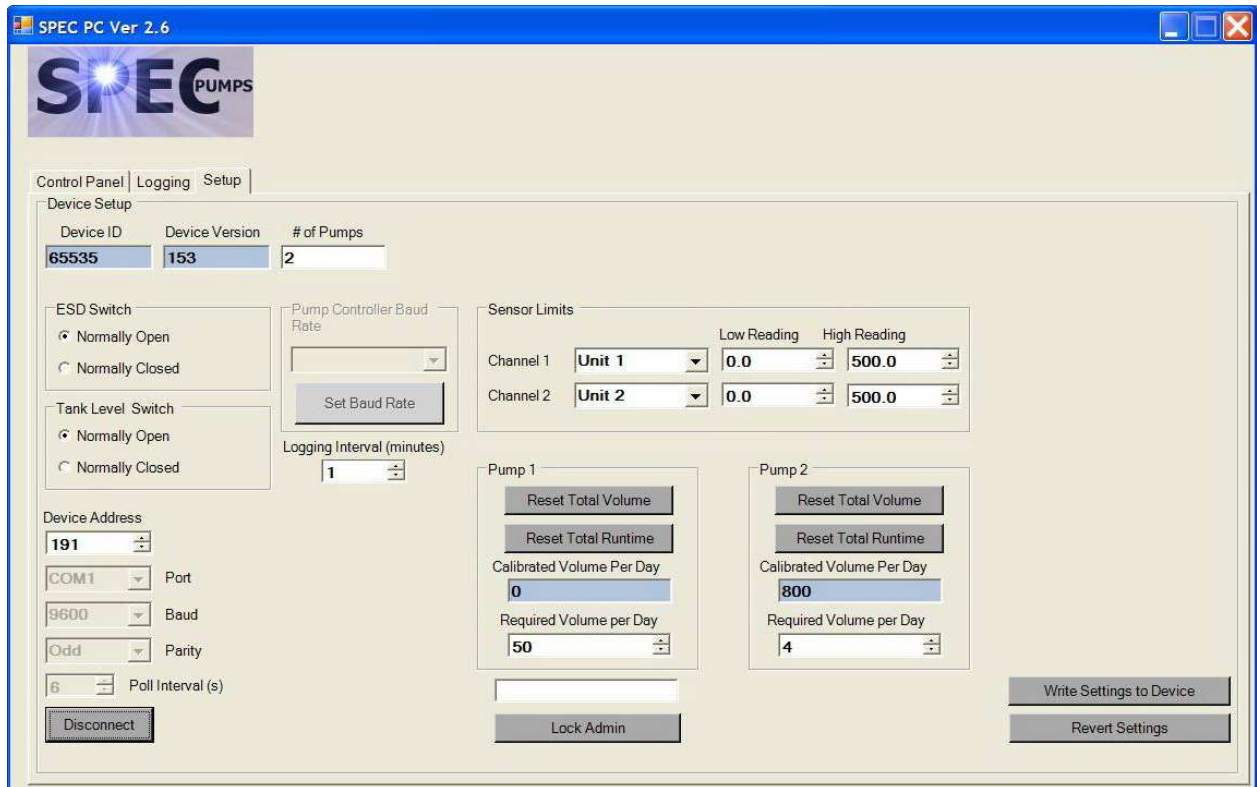 SPEC PC Ver 2.6
SPEC PUMPS
Control Panel Logging Setup
Device Setup
Device ID Device Version # of Pumps
65535 153 2
ESD Switch
Normally Open
Normally Closed
Tank Level Switch
Normally Open
Normally Closed
Pump Controller Baud
Rate
Set Baud Rate
Logging Interval (minutes)
1
Sensor Limits
Low Reading High Reading
Channel 1 Unit 1 0.0 500.0
Channel 2 Unit 2 0.0 500.0
Device Address
191
COM1 Port
9600 Baud
Odd Parity
6 Poll Interval (s)
Disconnect
Pump 1
Reset Total Volume
Reset Total Runtime
Calibrated Volume Per Day
0
Required Volume per Day
50
Pump 2
Reset Total Volume
Reset Total Runtime
Calibrated Volume Per Day
800
Required Volume per Day
4
Lock Admin
Write Settings to Device
Revert Settings